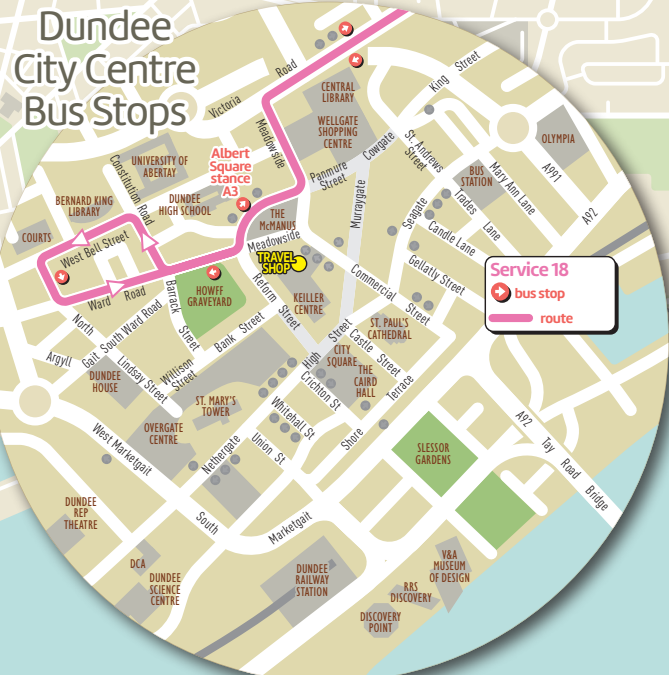 Dundee
City Centre
Bus Stops
Road
Victoria
Meadowside
CENTRAL
LIBRARY
WELLGATE
SHOPPING
CENTRE
King Street
Cowgate
St. Andrews
Street
OLYMPIA
A991
A92
BUS
STATION
Mary Ann Lane
Trades Lane
Candle Lane
Seagate
Gellatly Street
Panmure
Street
Murraygate
Albert
Square
stance
A3
UNIVERSITY OF
ABERTAY
Constitution Road
BERNARD KING
LIBRARY
DUNDEE
HIGH SCHOOL
THE
McMANUS
Meadowside
COURTS
West Bell Street
TRAVEL
SHOP
HOWFF
GRAVEYARD
Ward Road
Barrack
Street
Reform Street
KEILLER
CENTRE
Commercial Street
Service 18
bus stop
route
North
South Ward Road
Bank Street
Argyll Gait
Lindsay Street
Willison
Street
DUNDEE
HOUSE
High Street
CITY
SQUARE
Castle Street
ST. PAUL'S
CATHEDRAL
THE
CAIRD
HALL
Crichton St
Shore Terrace
ST. MARY'S
TOWER
OVERGATE
CENTRE
Whitehall St
Union St
Nethergate
West Marketgait
South Marketgait
SLESSOR
GARDENS
A92 Tay Road Bridge
DUNDEE
REP
THEATRE
DCA
DUNDEE
SCIENCE
CENTRE
DUNDEE
RAILWAY
STATION
V&A
MUSEUM
OF DESIGN
RRS
DISCOVERY
DISCOVERY
POINT